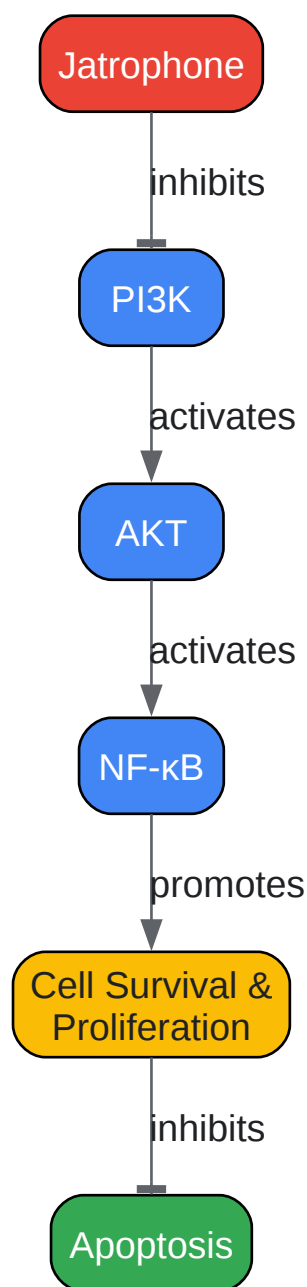 Jatrophone
inhibits
PI3K
activates
AKT
activates
NF-κB
promotes
Cell Survival &
Proliferation
inhibits
Apoptosis